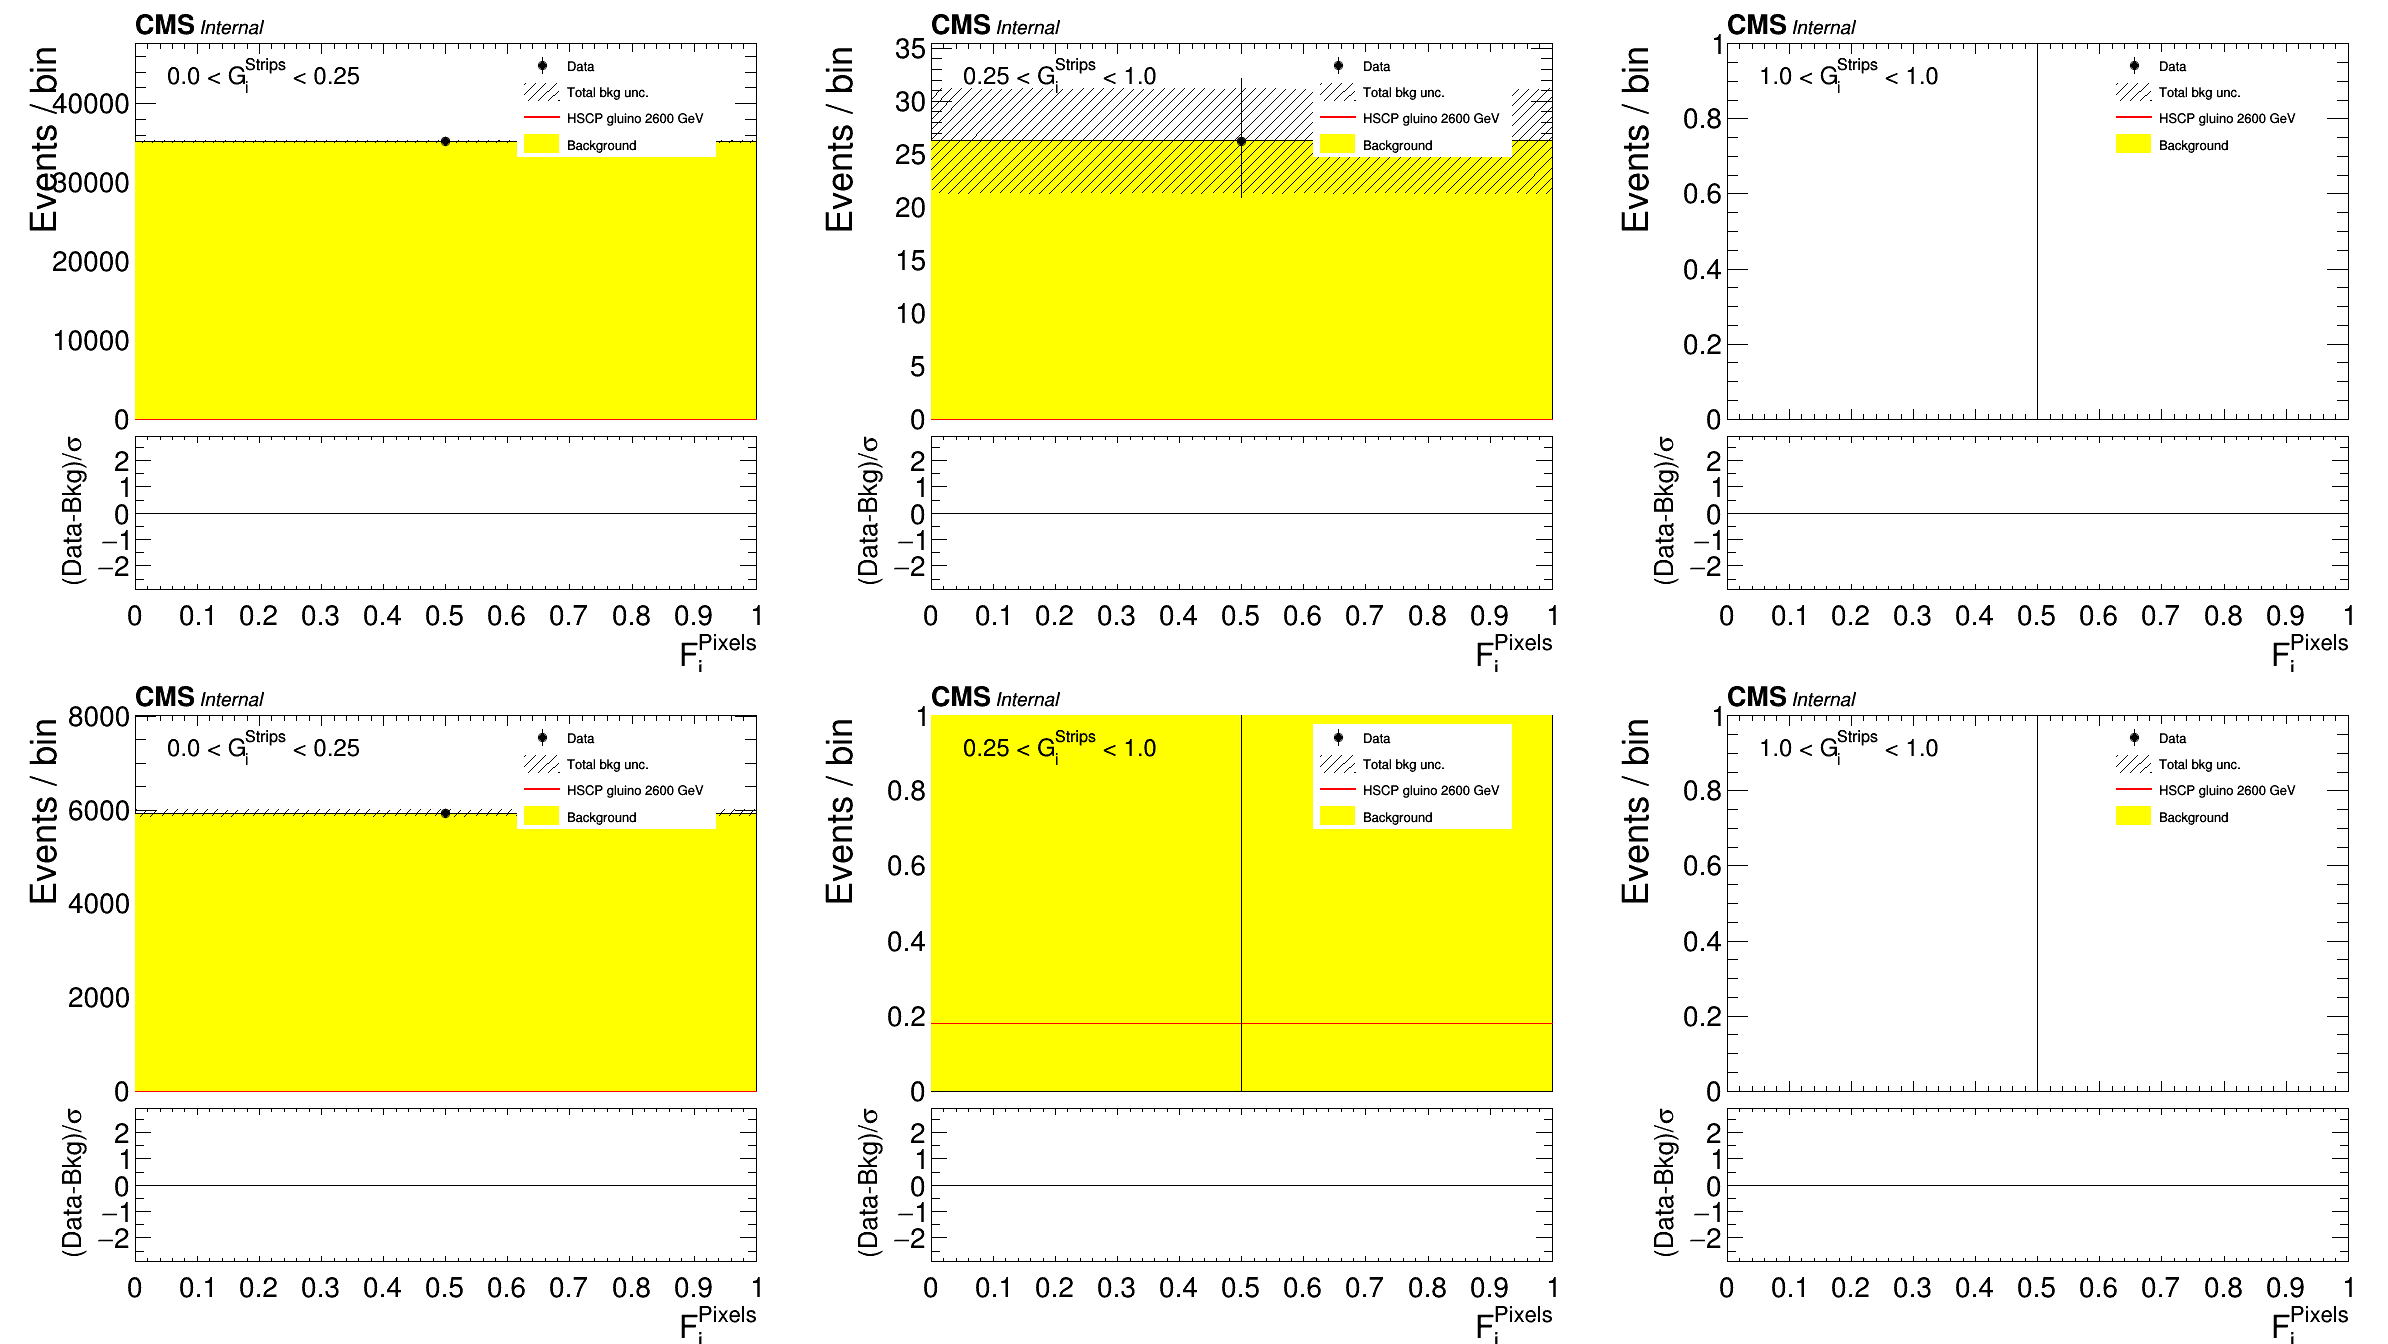 CMS Internal
Events / bin
0.0 < G_i^Strips < 0.25
Data
Total bkg unc.
HSCP gluino 2600 GeV
Background
40000
30000
20000
10000
0
(Data-Bkg)/σ
2
1
0
−1
−2
0 0.1 0.2 0.3 0.4 0.5 0.6 0.7 0.8 0.9 1
F_i^Pixels
CMS Internal
Events / bin
0.25 < G_i^Strips < 1.0
Data
Total bkg unc.
HSCP gluino 2600 GeV
Background
35
30
25
20
15
10
5
0
(Data-Bkg)/σ
2
1
0
−1
−2
0 0.1 0.2 0.3 0.4 0.5 0.6 0.7 0.8 0.9 1
F_i^Pixels
CMS Internal
Events / bin
1.0 < G_i^Strips < 1.0
Data
Total bkg unc.
HSCP gluino 2600 GeV
Background
1
0.8
0.6
0.4
0.2
0
(Data-Bkg)/σ
2
1
0
−1
−2
0 0.1 0.2 0.3 0.4 0.5 0.6 0.7 0.8 0.9 1
F_i^Pixels
CMS Internal
Events / bin
0.0 < G_i^Strips < 0.25
Data
Total bkg unc.
HSCP gluino 2600 GeV
Background
8000
6000
4000
2000
0
(Data-Bkg)/σ
2
1
0
−1
−2
0 0.1 0.2 0.3 0.4 0.5 0.6 0.7 0.8 0.9 1
F_i^Pixels
CMS Internal
Events / bin
0.25 < G_i^Strips < 1.0
Data
Total bkg unc.
HSCP gluino 2600 GeV
Background
1
0.8
0.6
0.4
0.2
0
(Data-Bkg)/σ
2
1
0
−1
−2
0 0.1 0.2 0.3 0.4 0.5 0.6 0.7 0.8 0.9 1
F_i^Pixels
CMS Internal
Events / bin
1.0 < G_i^Strips < 1.0
Data
Total bkg unc.
HSCP gluino 2600 GeV
Background
1
0.8
0.6
0.4
0.2
0
(Data-Bkg)/σ
2
1
0
−1
−2
0 0.1 0.2 0.3 0.4 0.5 0.6 0.7 0.8 0.9 1
F_i^Pixels